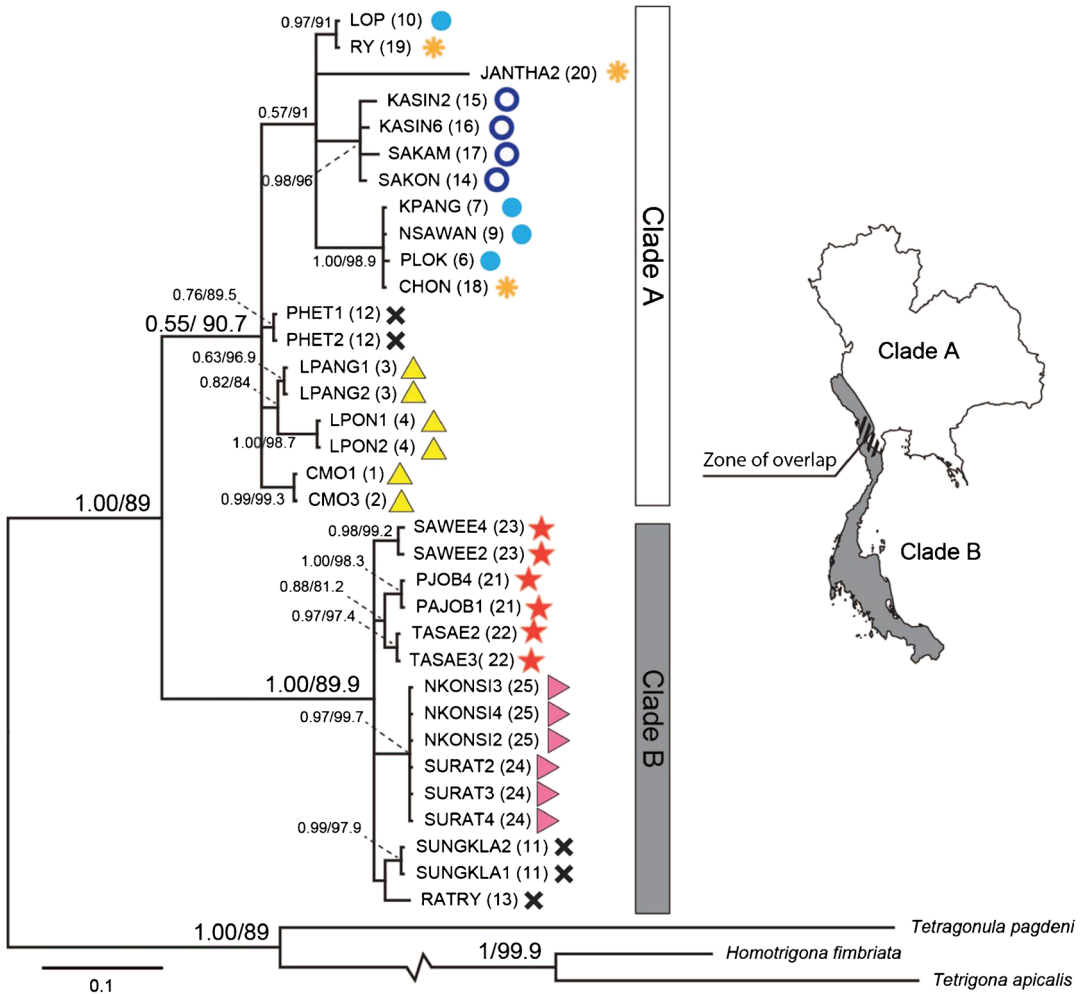 0.97/91
LOP (10)
RY (19)
JANTHA2 (20)
0.57/91
KASIN2 (15)
KASIN6 (16)
SAKAM (17)
0.98/96
SAKON (14)
KPANG (7)
NSAWAN (9)
PLOK (6)
1.00/98.9
CHON (18)
0.76/89.5
PHET1 (12)
0.55/ 90.7
PHET2 (12)
0.63/96.9
LPANG1 (3)
0.82/84
LPANG2 (3)
LPON1 (4)
1.00/98.7
LPON2 (4)
CMO1 (1)
0.99/99.3
CMO3 (2)
Clade A
1.00/89
0.98/99.2
SAWEE4 (23)
SAWEE2 (23)
1.00/98.3
PJOB4 (21)
0.88/81.2
PAJOB1 (21)
0.97/97.4
TASAE2 (22)
TASAE3( 22)
1.00/89.9
NKONSI3 (25)
0.97/99.7
NKONSI4 (25)
NKONSI2 (25)
SURAT2 (24)
SURAT3 (24)
SURAT4 (24)
0.99/97.9
SUNGKLA2 (11)
SUNGKLA1 (11)
RATRY (13)
Clade B
Clade A
Zone of overlap
Clade B
1.00/89
Tetragonula pagdeni
1/99.9
Homotrigona fimbriata
Tetrigona apicalis
0.1